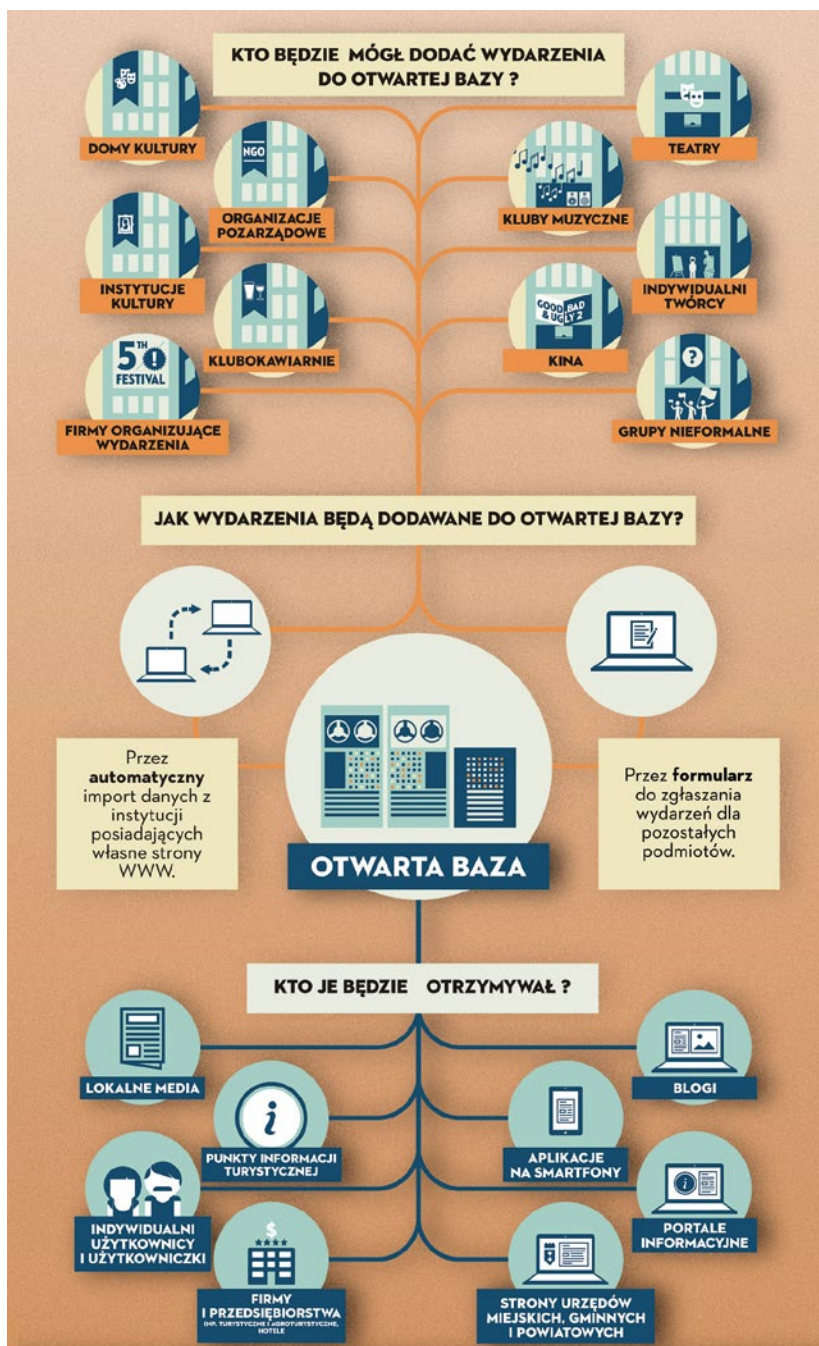 KTO BĘDZIE MÓGŁ DODAĆ WYDARZENIA
DO OTWARTEJ BAZY ?
DOMY KULTURY
TEATRY
NGO
ORGANIZACJE
POZARZĄDOWE
KLUBY MUZYCZNE
INSTYTUCJE
KULTURY
INDYWIDUALNI
TWÓRCY
KLUBOKAWIARNIE
GOOD, BAD
& UGLY 2
KINA
5TH
FESTIVAL
FIRMY ORGANIZUJĄCE
WYDARZENIA
?
GRUPY NIEFORMALNE
JAK WYDARZENIA BĘDĄ DODAWANE DO OTWARTEJ BAZY?
Przez
automatyczny
import danych z
instytucji
posiadających
własne strony
WWW.
Przez formularz
do zgłaszania
wydarzeń dla
pozostałych
podmiotów.
OTWARTA BAZA
KTO JE BĘDZIE OTRZYMYWAŁ ?
LOKALNE MEDIA
BLOGI
i
PUNKTY INFORMACJI
TURYSTYCZNEJ
APLIKACJE
NA SMARTFONY
INDYWIDUALNI
UŻYTKOWNICY
I UŻYTKOWNICZKI
i
PORTALE
INFORMACYJNE
$
FIRMY
I PRZEDSIĘBIORSTWA
(NP. TURYSTYCZNE I AGROTURYSTYCZNE,
HOTELE
STRONY URZĘDÓW
MIEJSKICH, GMINNYCH
I POWIATOWYCH